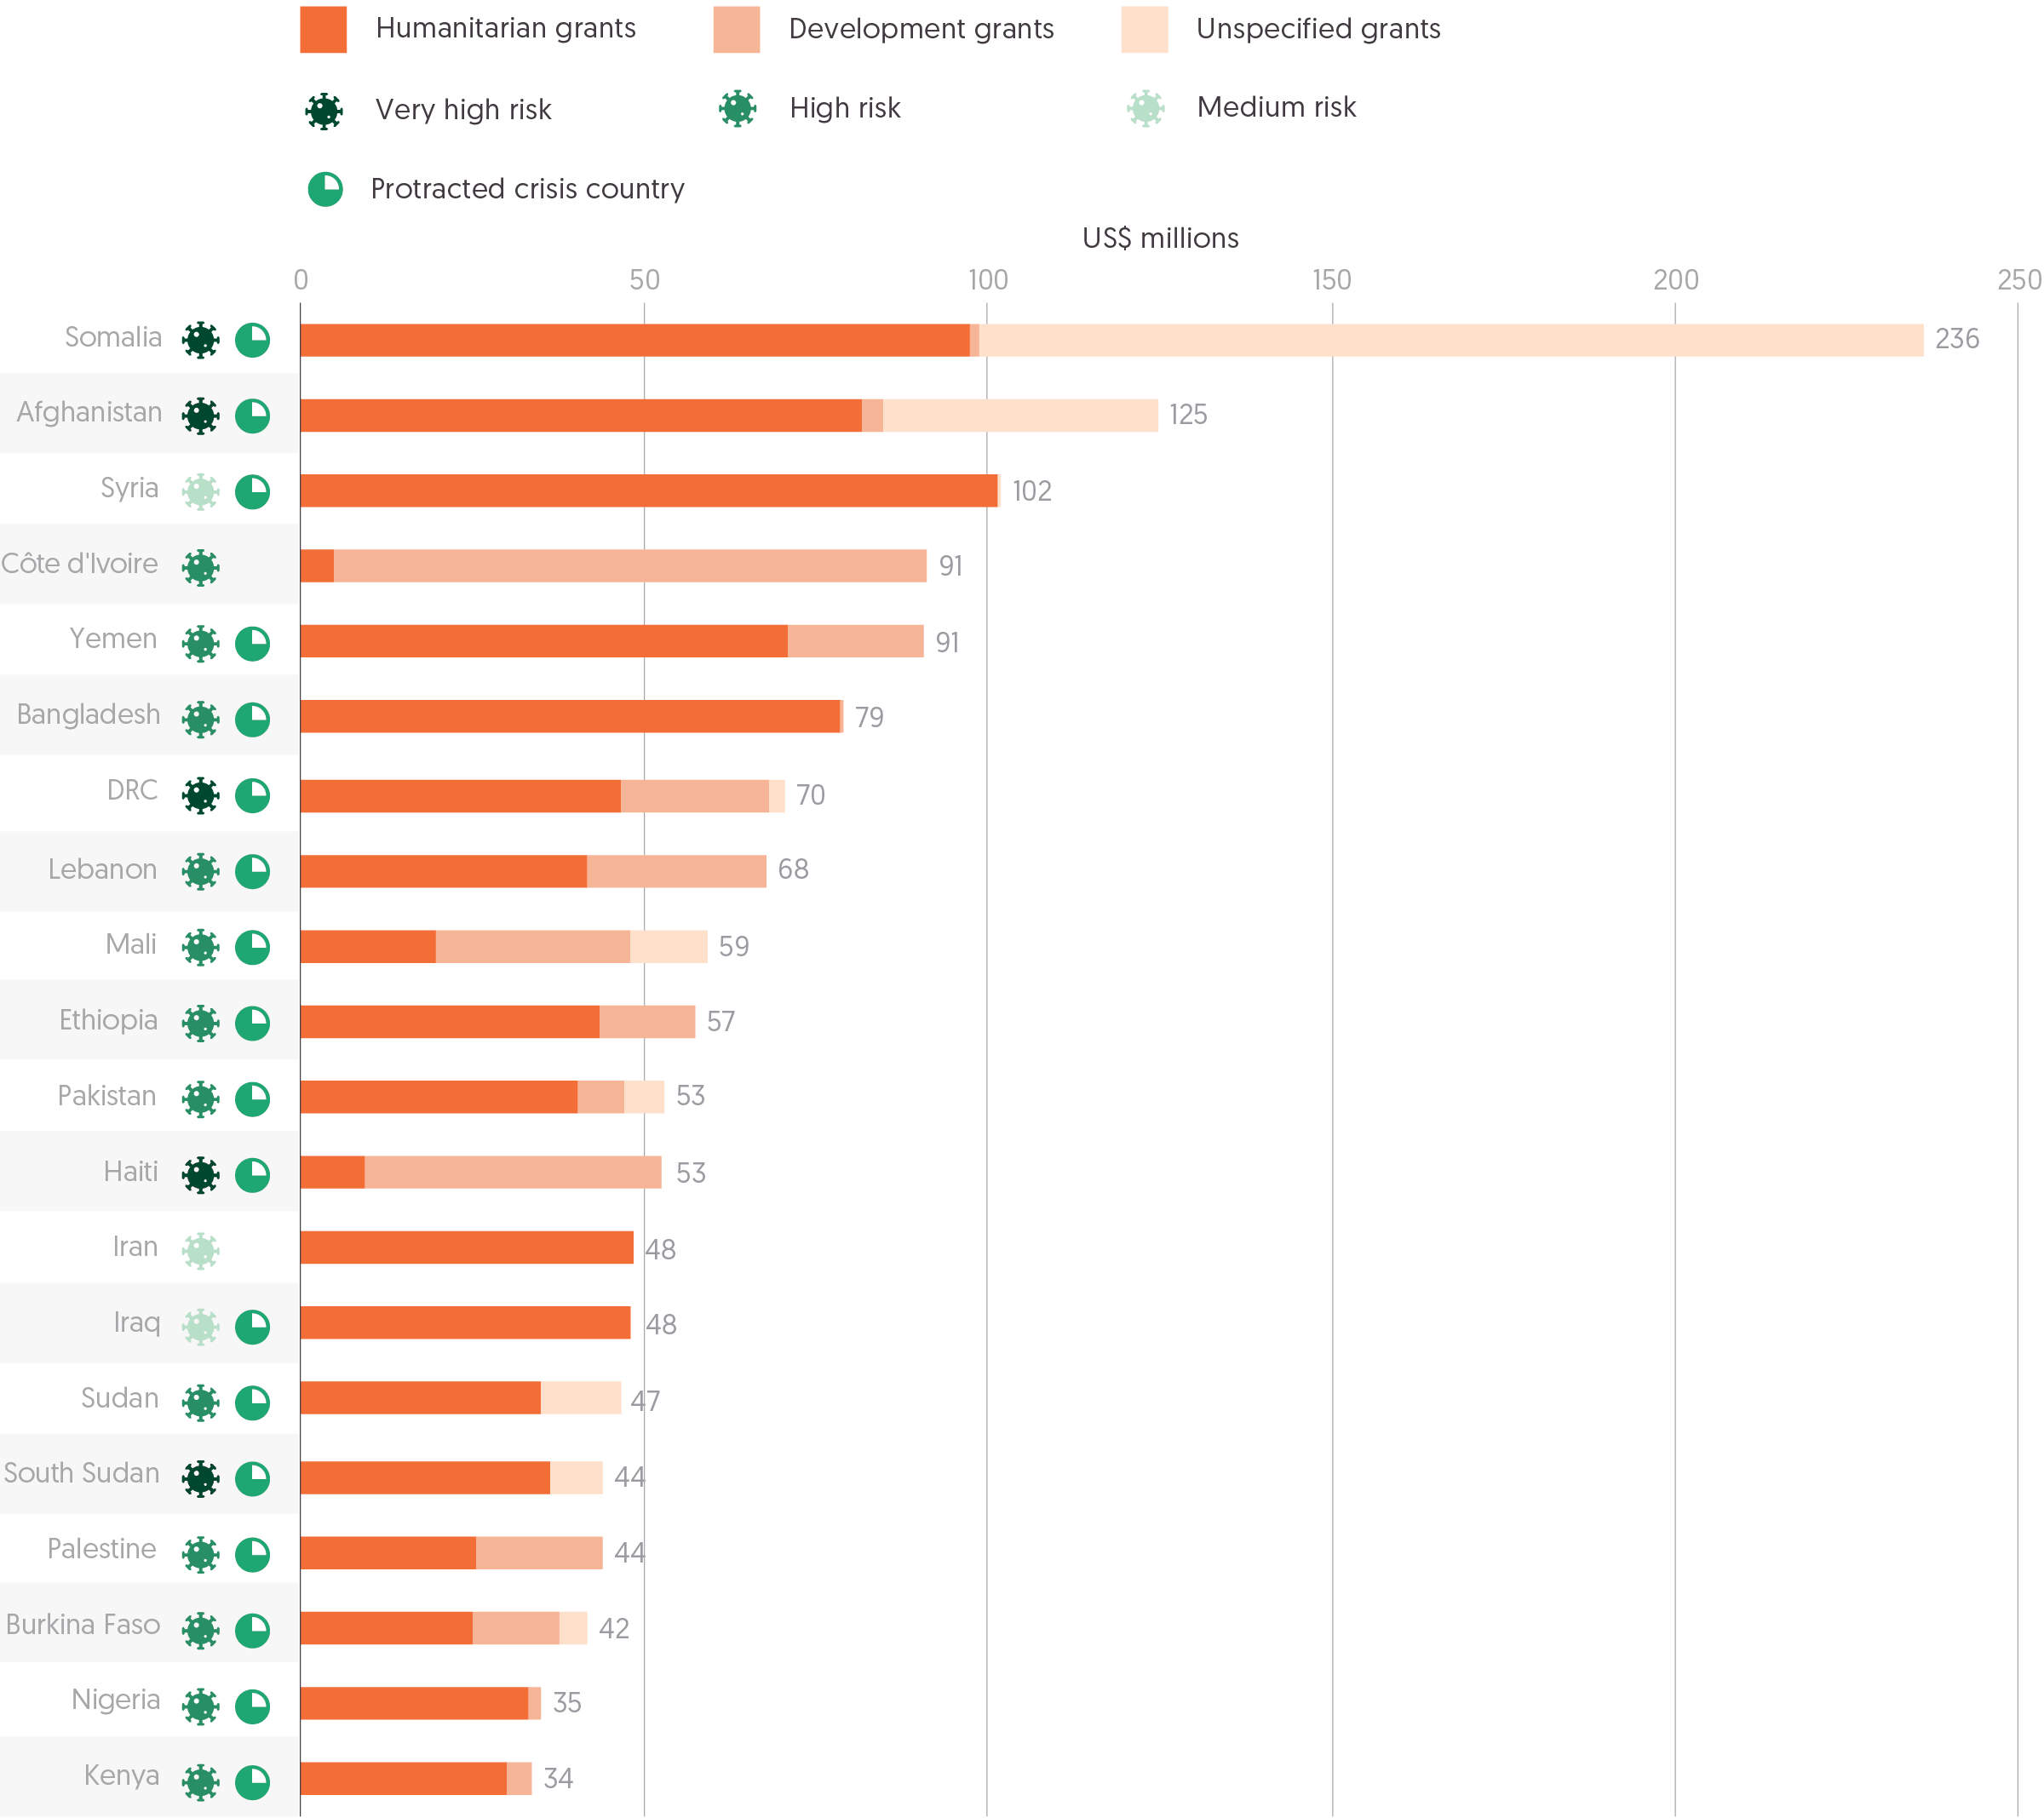 Humanitarian grants Development grants Unspecified grants
Very high risk High risk Medium risk
Protracted crisis country
US$ millions
0 50 100 150 200 250
Somalia 236
Afghanistan 125
Syria 102
Côte d'Ivoire 91
Yemen 91
Bangladesh 79
DRC 70
Lebanon 68
Mali 59
Ethiopia 57
Pakistan 53
Haiti 53
Iran 48
Iraq 48
Sudan 47
South Sudan 44
Palestine 44
Burkina Faso 42
Nigeria 35
Kenya 34